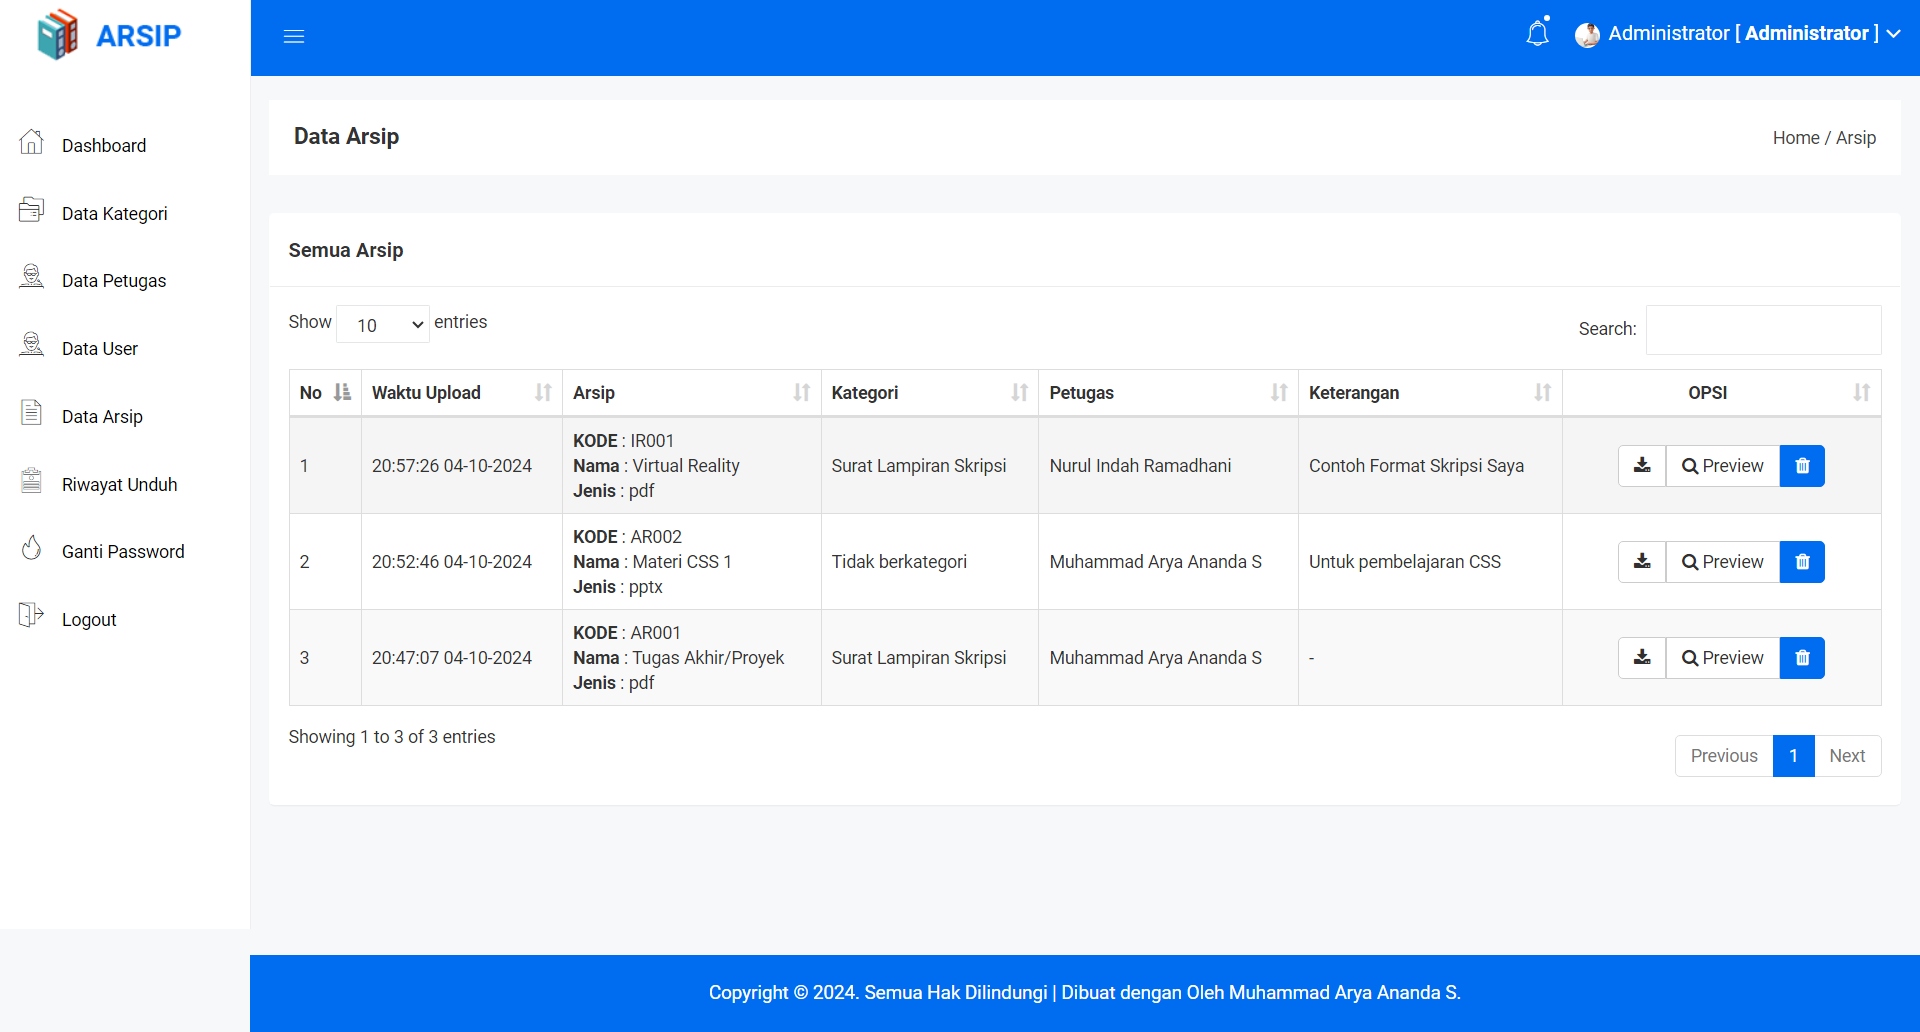 ARSIP
Administrator [ Administrator ]
Dashboard
Data Kategori
Data Petugas
Data User
Data Arsip
Riwayat Unduh
Ganti Password
Logout
Data Arsip
Home / Arsip
Semua Arsip
Show 10 entries
Search:
No Waktu Upload Arsip Kategori Petugas Keterangan OPSI
KODE : IR001
1 20:57:26 04-10-2024 Nama : Virtual Reality Surat Lampiran Skripsi Nurul Indah Ramadhani Contoh Format Skripsi Saya Preview
Jenis : pdf
KODE : AR002
2 20:52:46 04-10-2024 Nama : Materi CSS 1 Tidak berkategori Muhammad Arya Ananda S Untuk pembelajaran CSS Preview
Jenis : pptx
KODE : AR001
3 20:47:07 04-10-2024 Nama : Tugas Akhir/Proyek Surat Lampiran Skripsi Muhammad Arya Ananda S - Preview
Jenis : pdf
Showing 1 to 3 of 3 entries
Previous 1 Next
Copyright © 2024. Semua Hak Dilindungi | Dibuat dengan Oleh Muhammad Arya Ananda S.